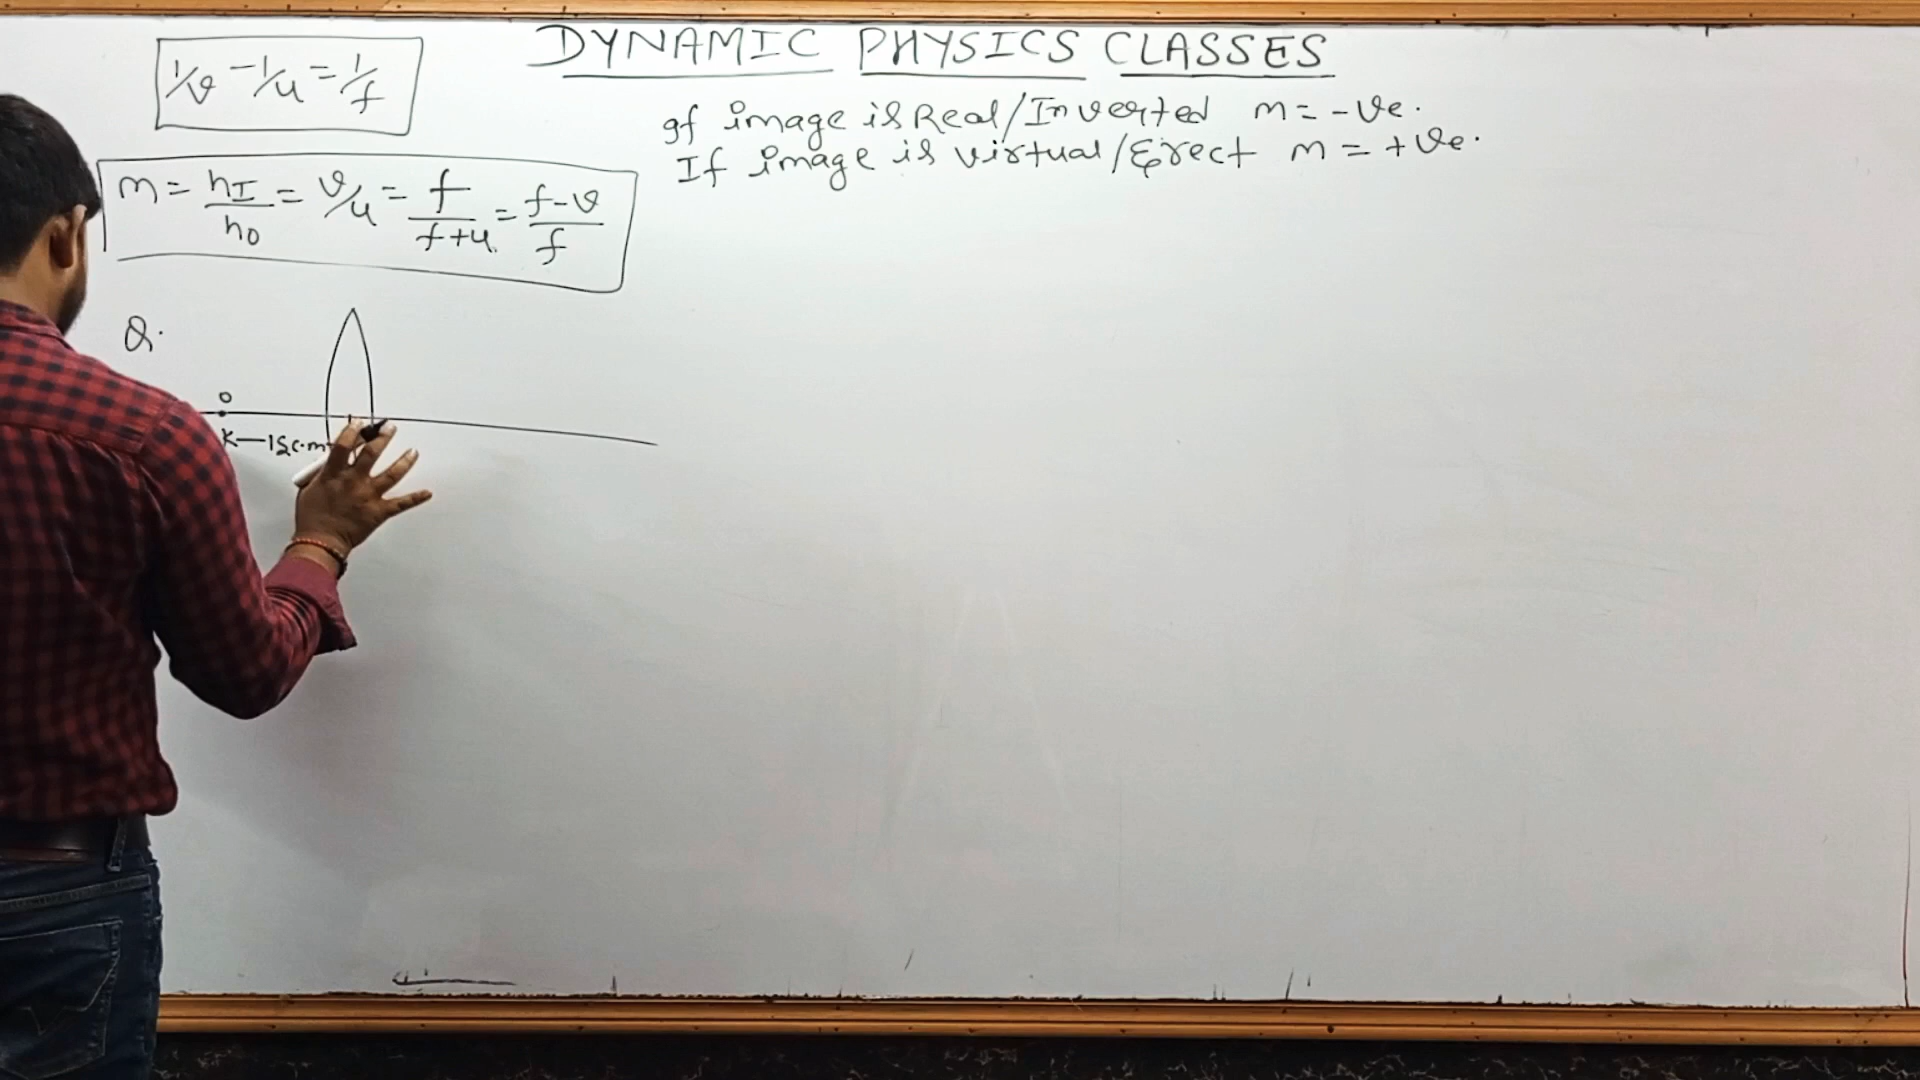 DYNAMIC PHYSICS CLASSES
1/v - 1/u = 1/f
gf image is Real/Inverted m = -ve.
If image is virtual/Erect m = +ve.
m = hI/h0 = v/u = f/f+u = f-v/f
Q.
O
K—15c.m